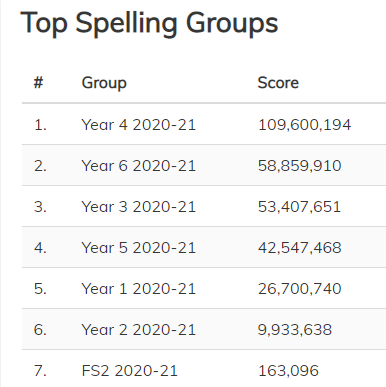 Top Spelling Groups
# Group Score
1. Year 4 2020-21 109,600,194
2. Year 6 2020-21 58,859,910
3. Year 3 2020-21 53,407,651
4. Year 5 2020-21 42,547,468
5. Year 1 2020-21 26,700,740
6. Year 2 2020-21 9,933,638
7. FS2 2020-21 163,096